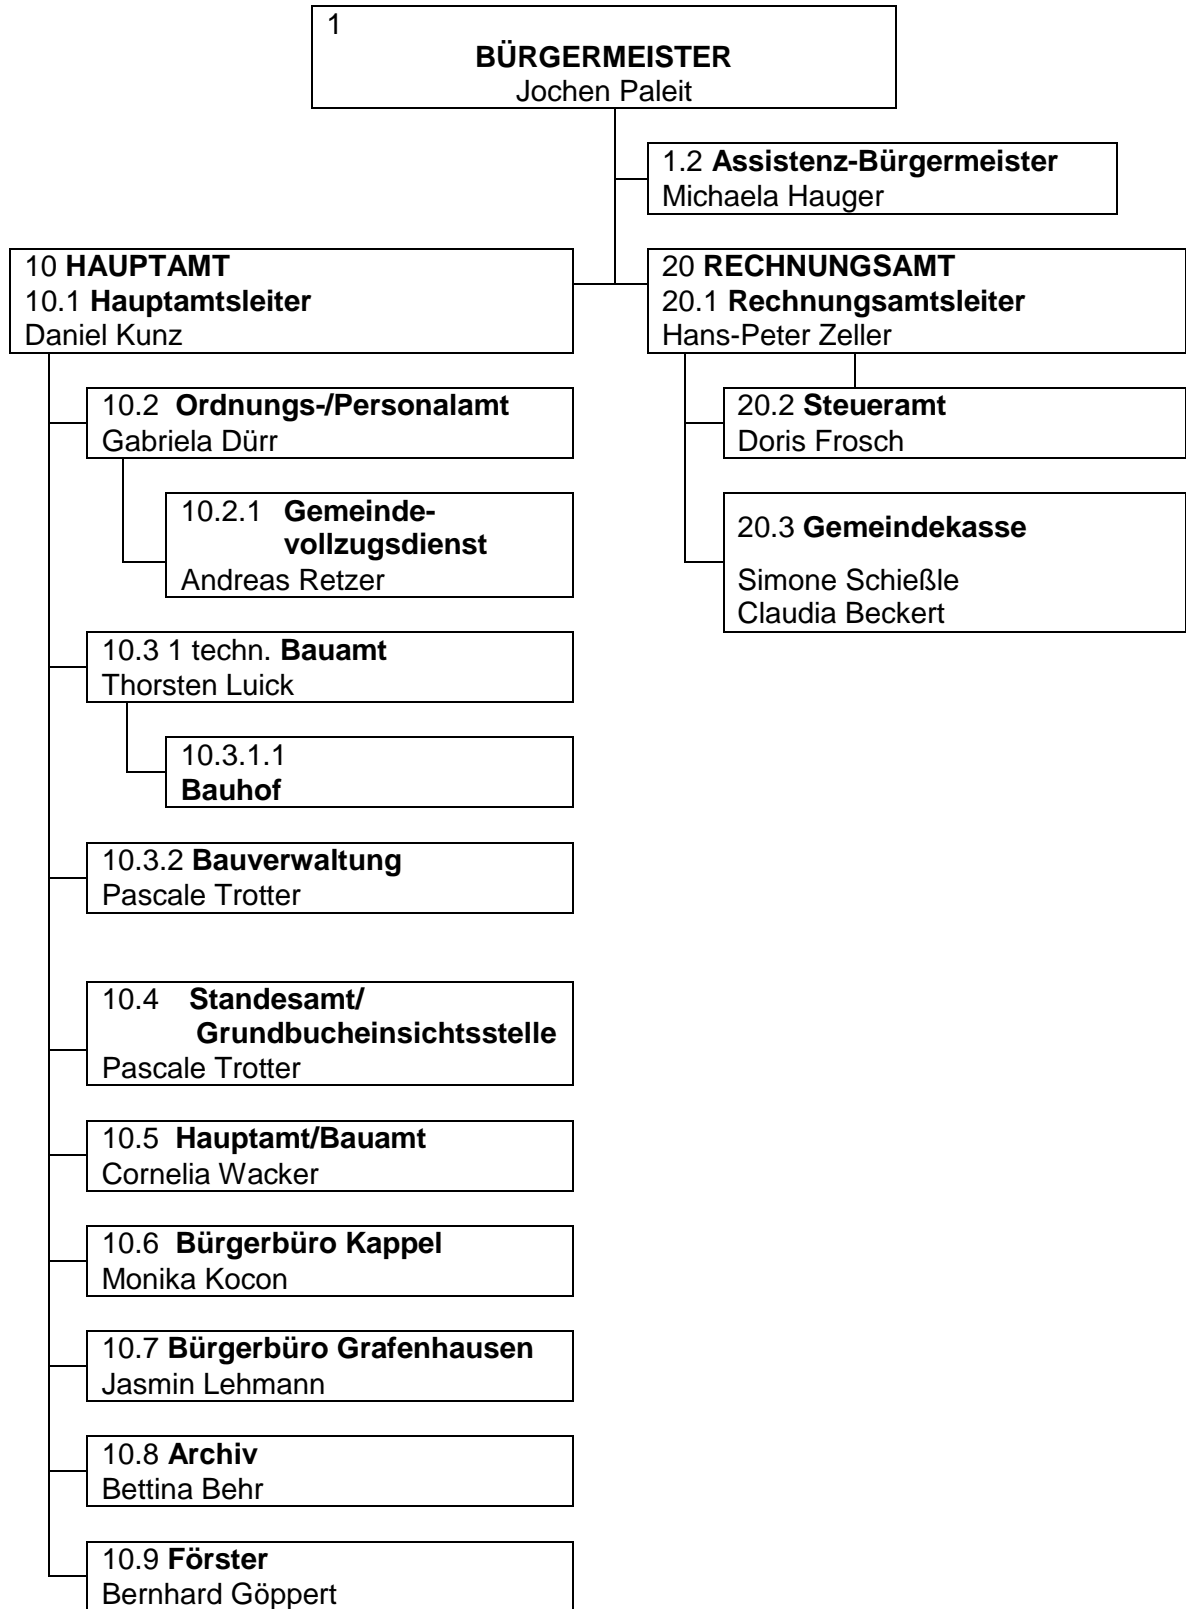 1
BÜRGERMEISTER
Jochen Paleit
1.2 Assistenz-Bürgermeister
Michaela Hauger
10 HAUPTAMT
10.1 Hauptamtsleiter
Daniel Kunz
20 RECHNUNGSAMT
20.1 Rechnungsamtsleiter
Hans-Peter Zeller
10.2 Ordnungs-/Personalamt
Gabriela Dürr
10.2.1 Gemeinde-
vollzugsdienst
Andreas Retzer
10.3 1 techn. Bauamt
Thorsten Luick
10.3.1.1
Bauhof
10.3.2 Bauverwaltung
Pascale Trotter
10.4 Standesamt/
Grundbucheinsichtsstelle
Pascale Trotter
10.5 Hauptamt/Bauamt
Cornelia Wacker
10.6 Bürgerbüro Kappel
Monika Kocon
10.7 Bürgerbüro Grafenhausen
Jasmin Lehmann
10.8 Archiv
Bettina Behr
10.9 Förster
Bernhard Göppert
20.2 Steueramt
Doris Frosch
20.3 Gemeindekasse
Simone Schießle
Claudia Beckert